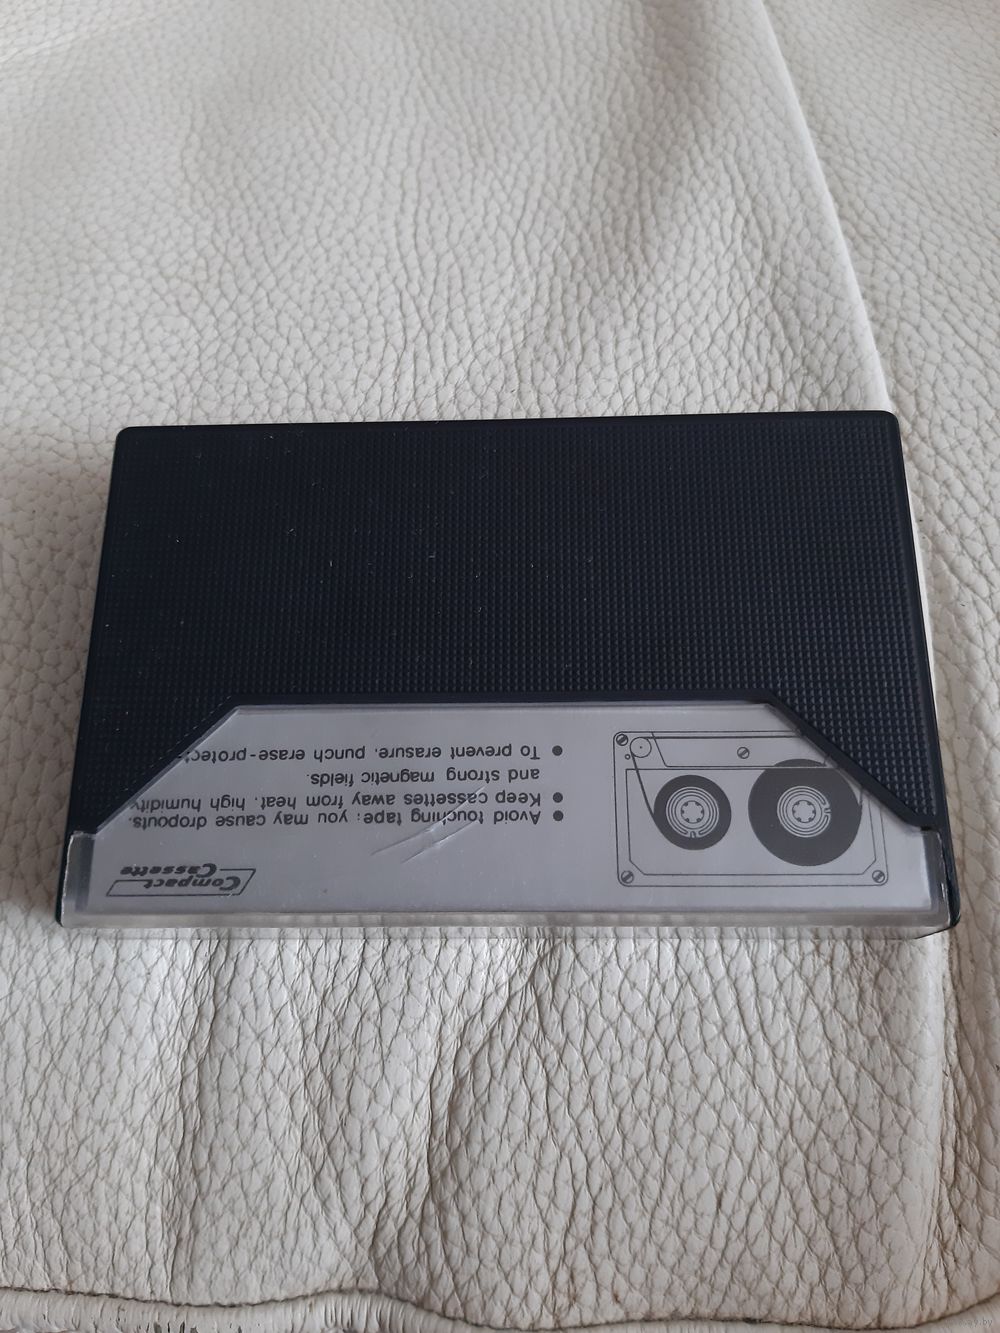 Compact
Cassette
● Avoid touching tape; you may cause dropouts.
● Keep cassettes away from heat, high humidity
and strong magnetic fields.
● To prevent erasure, punch erase-protect-